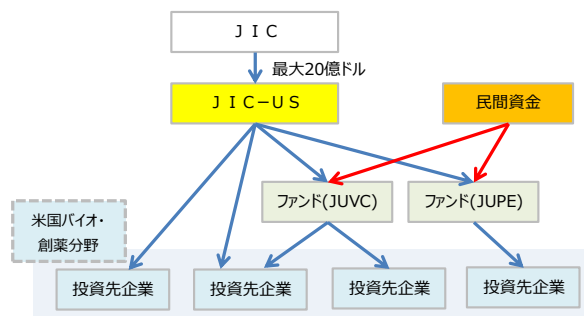 ＪＩＣ
最大20億ドル
ＪＩＣ－ＵＳ
民間資金
ファンド(JUVC)
ファンド(JUPE)
米国バイオ・
創薬分野
投資先企業
投資先企業
投資先企業
投資先企業